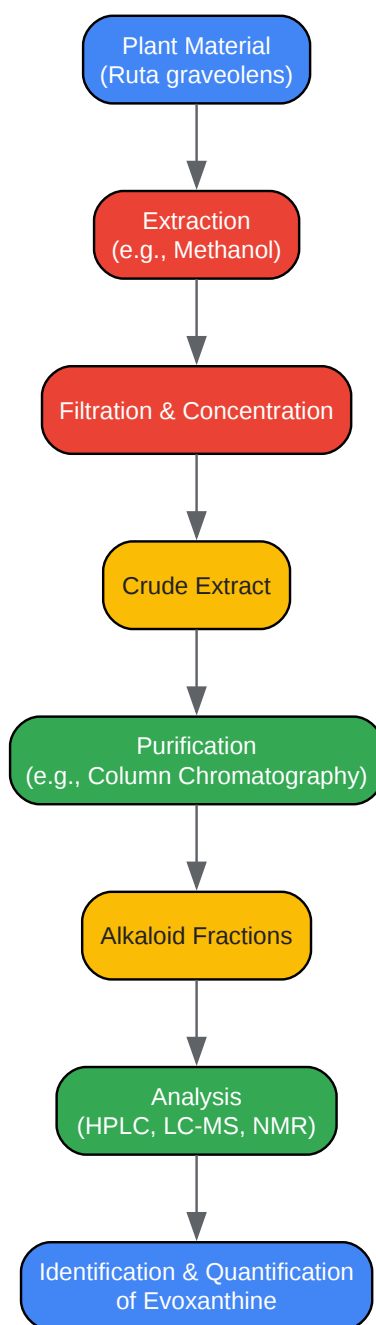 Plant Material
(Ruta graveolens)
Extraction
(e.g., Methanol)
Filtration & Concentration
Crude Extract
Purification
(e.g., Column Chromatography)
Alkaloid Fractions
Analysis
(HPLC, LC-MS, NMR)
Identification & Quantification
of Evoxanthine